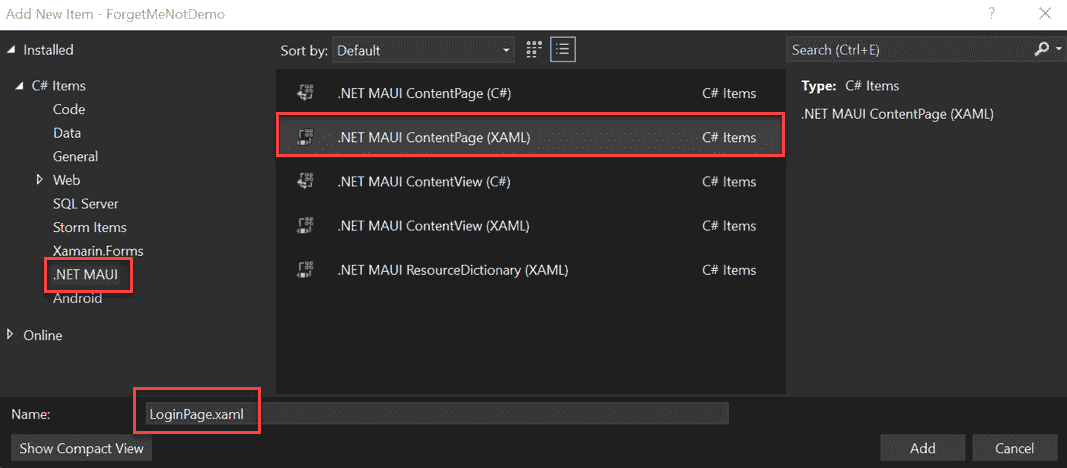 Add New Item - ForgetMeNotDemo
?
Installed
Sort by: Default
Search (Ctrl+E)
C# Items
Code
Data
General
Web
SQL Server
Storm Items
Xamarin.Forms
.NET MAUI
Android
Online
.NET MAUI ContentPage (C#) C# Items
.NET MAUI ContentPage (XAML) C# Items
.NET MAUI ContentView (C#) C# Items
.NET MAUI ContentView (XAML) C# Items
.NET MAUI ResourceDictionary (XAML) C# Items
Type: C# Items
.NET MAUI ContentPage (XAML)
Name: LoginPage.xaml
Show Compact View
Add
Cancel